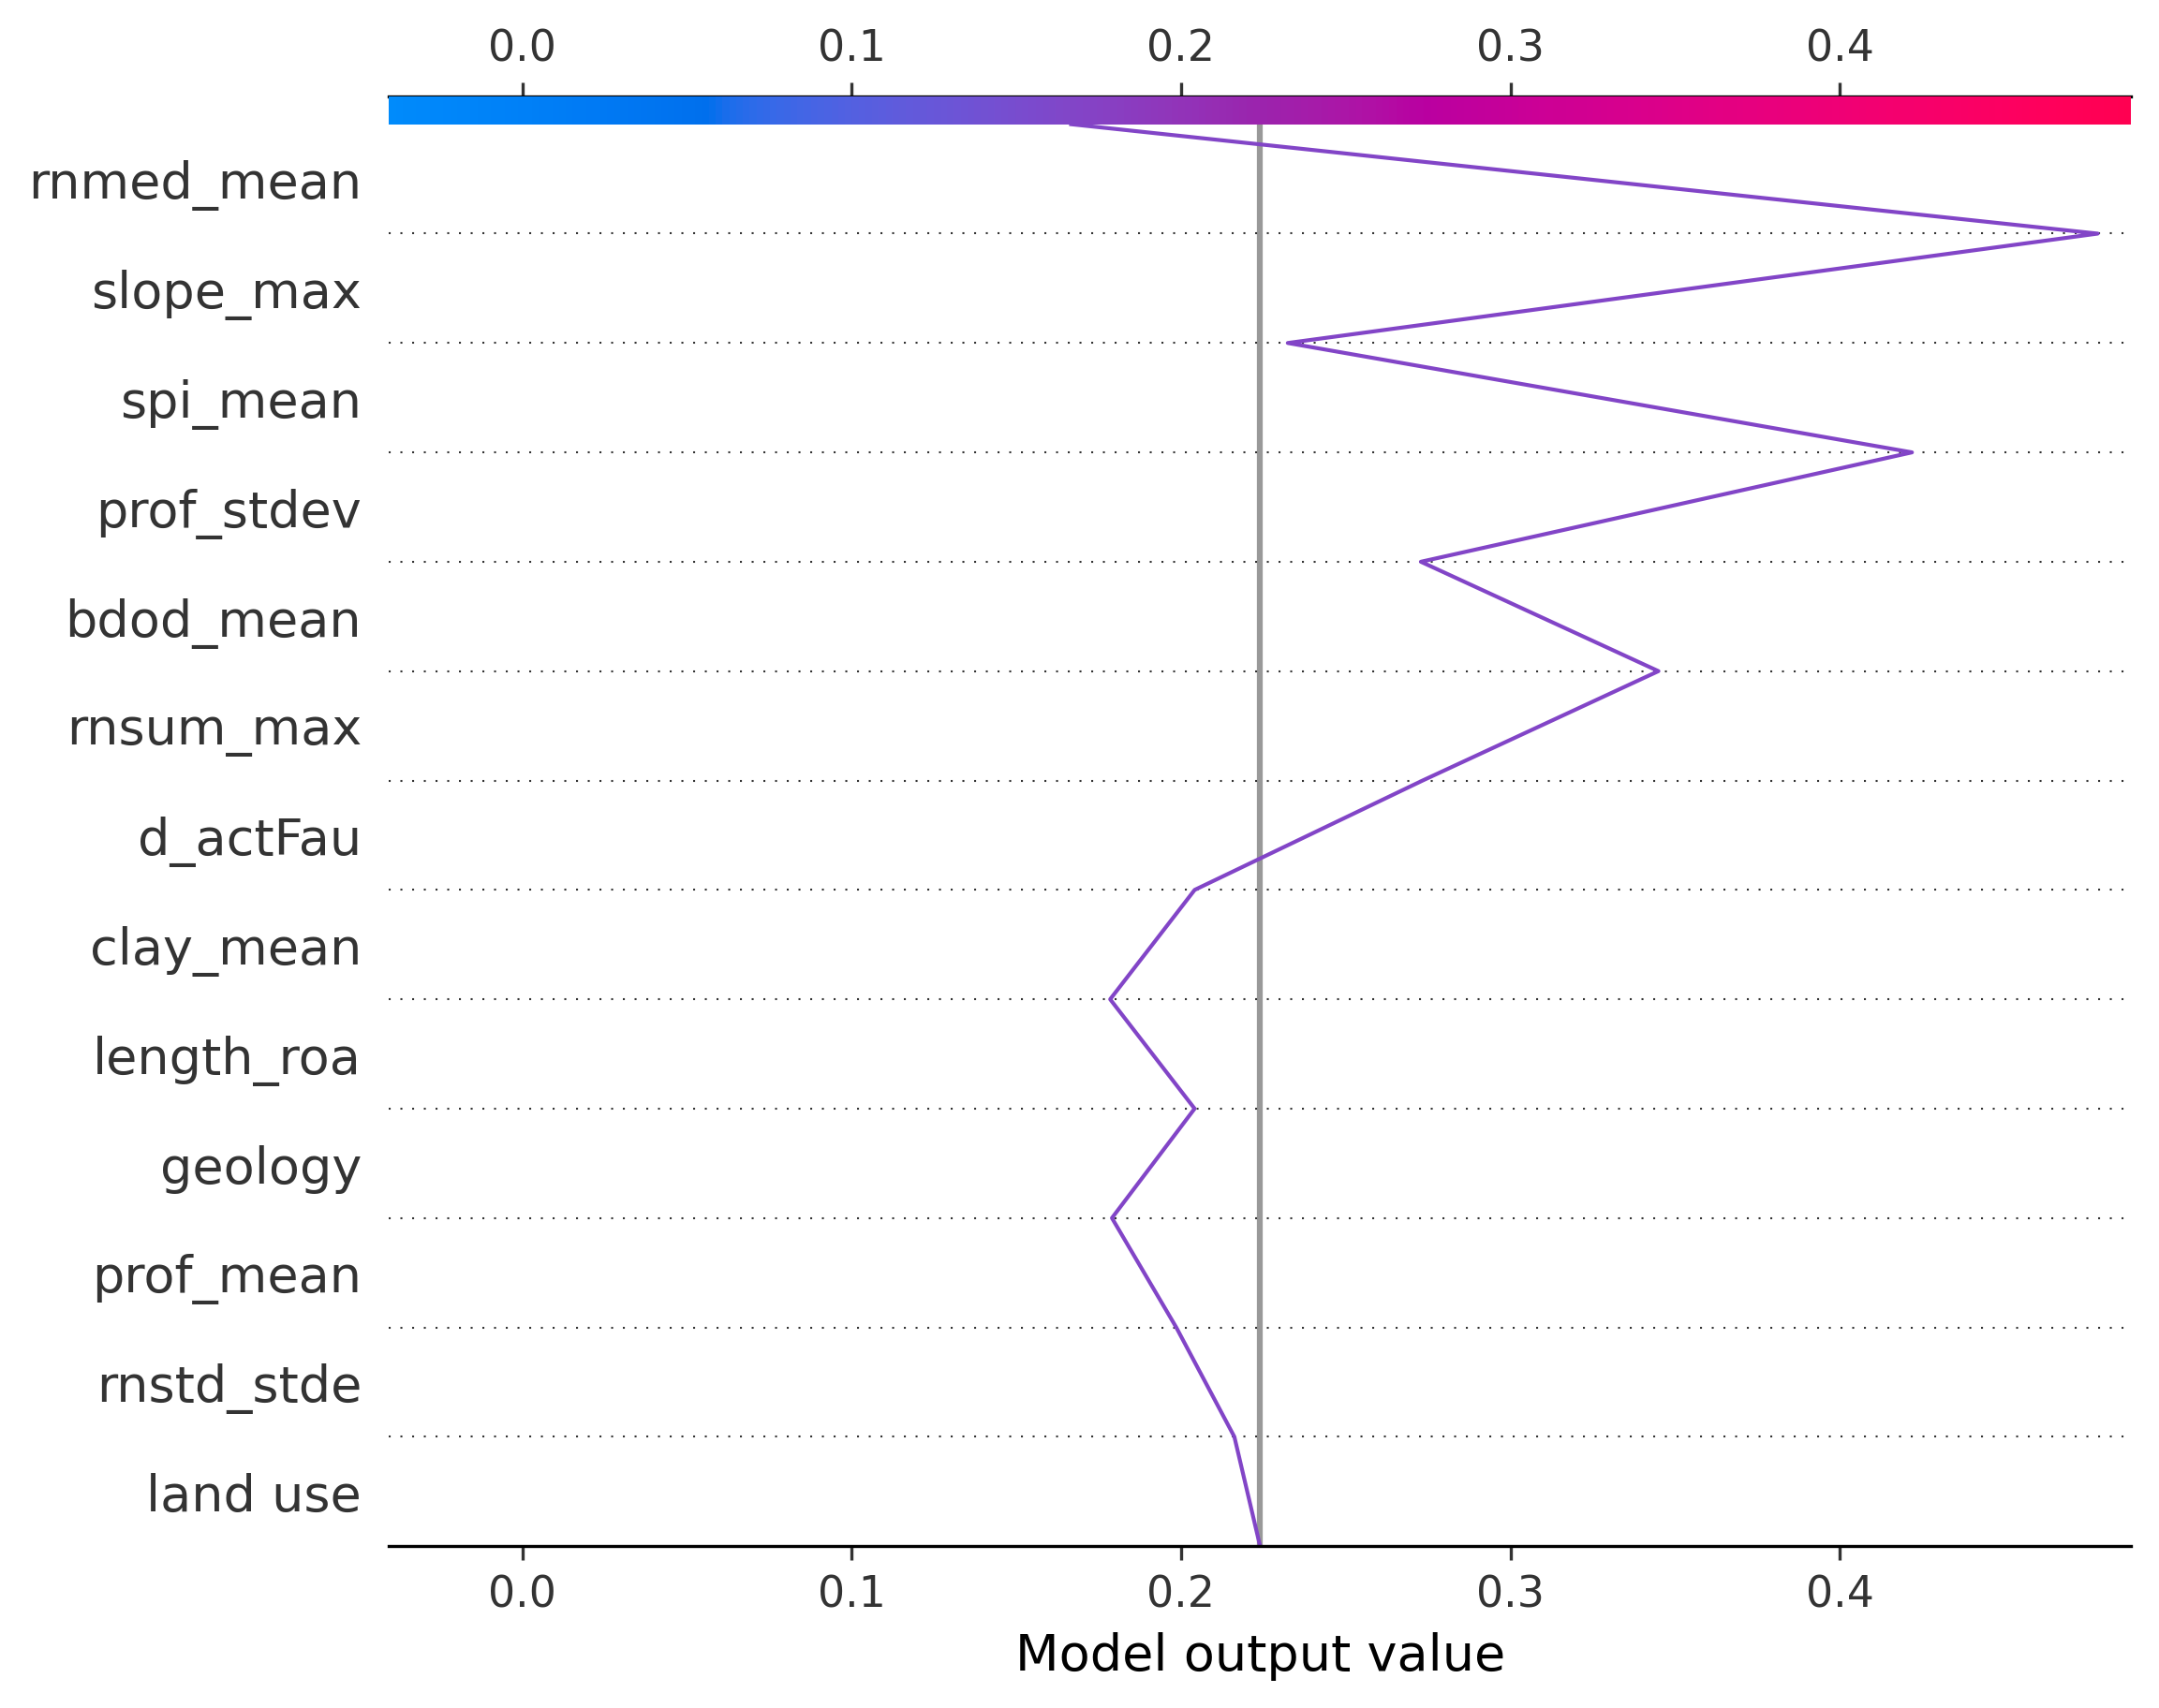 0.0 0.1 0.2 0.3 0.4
rnmed_mean
slope_max
spi_mean
prof_stdev
bdod_mean
rnsum_max
d_actFau
clay_mean
length_roa
geology
prof_mean
rnstd_stde
land use
0.0 0.1 0.2 0.3 0.4
Model output value